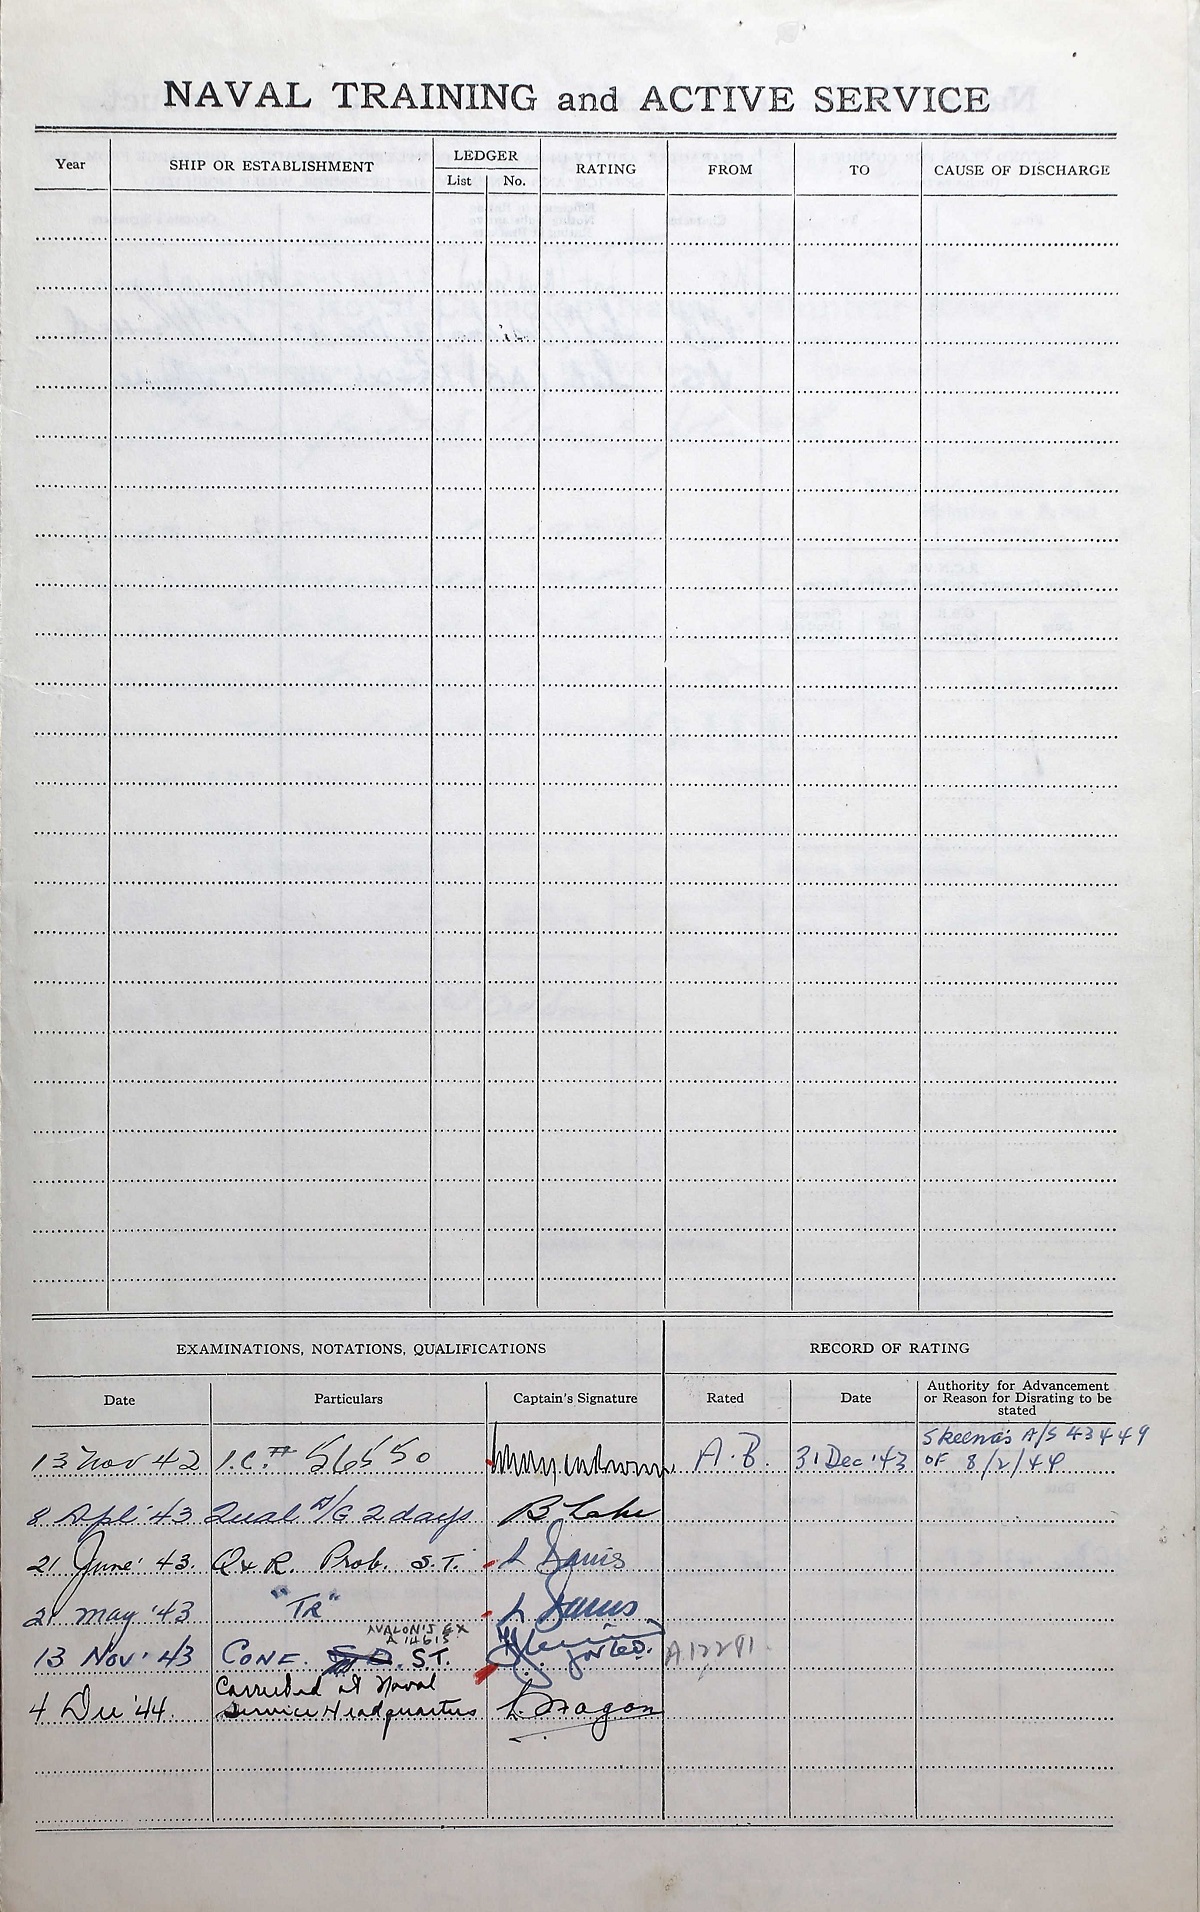 NAVAL TRAINING and ACTIVE SERVICE
Year SHIP OR ESTABLISHMENT LEDGER RATING FROM TO CAUSE OF DISCHARGE
List No.
EXAMINATIONS, NOTATIONS, QUALIFICATIONS RECORD OF RATING
Date Particulars Captain's Signature Rated Date Authority for Advancement
or Reason for Disrating to be
stated
Skeena's A/S 43449
13 Nov 42 I.C.# 56550 A.B. 31 Dec '43 OF 8/2/44
8 Apl '43 Qual A/G 2 days B Lake
21 June '43. Q & R. Prob. S.T.
21 May '43 "TR"
AVALON'S
A 14615
13 Nov '43 CONF. S.T. A.12291.
at Naval
4 Dec '44. Service Headquarters